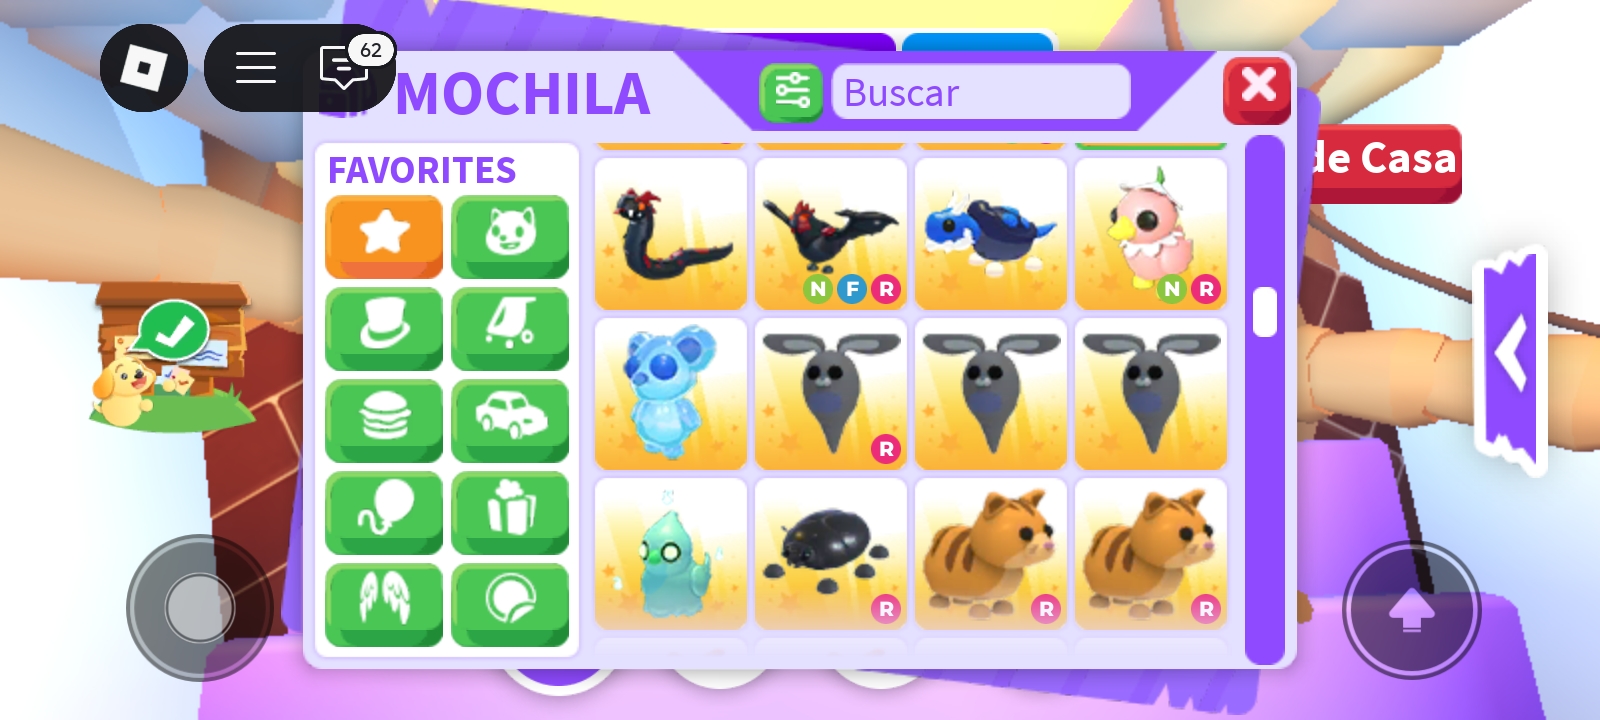 62
MOCHILA
Buscar
FAVORITES
de Casa
N F R
N R
R
R
R
R